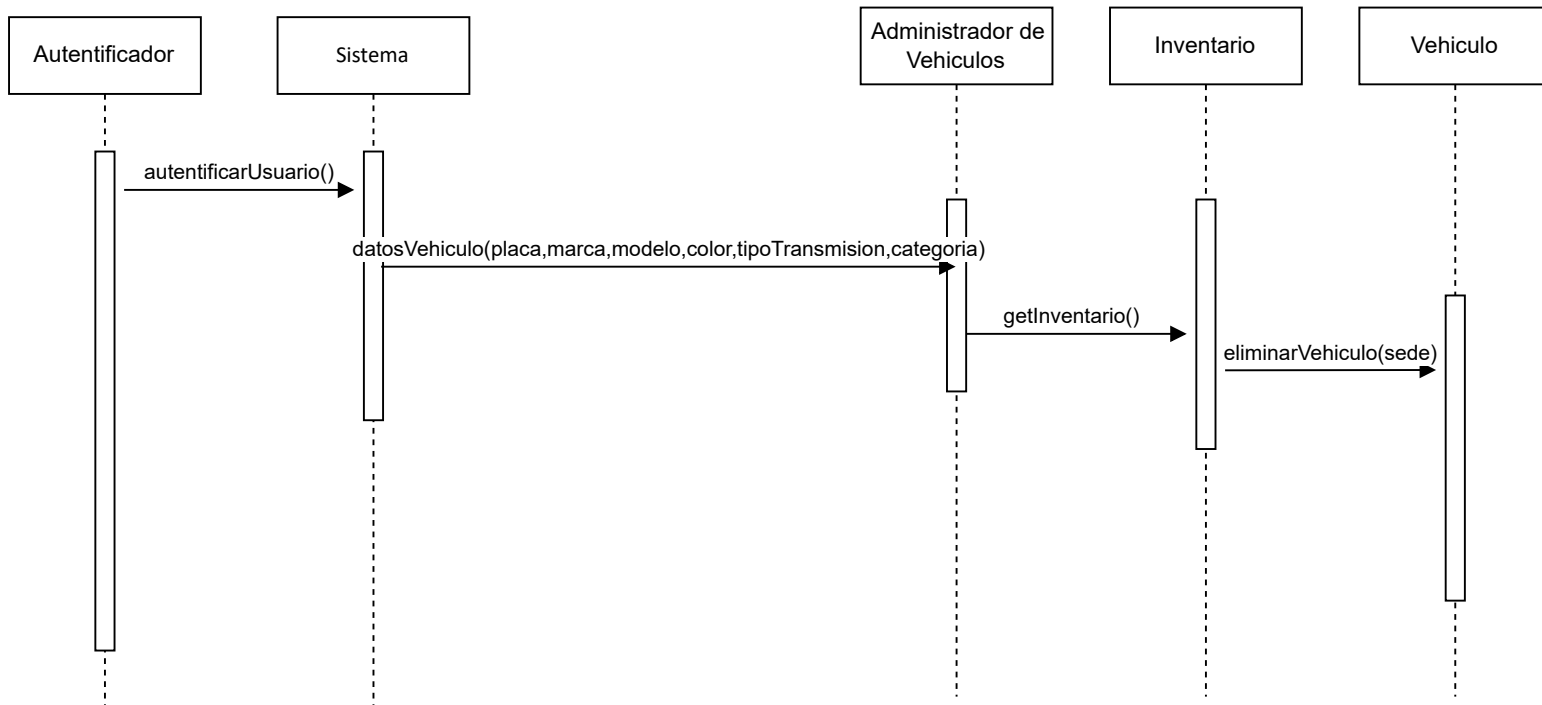 Autentificador
Sistema
Administrador de
Vehiculos
Inventario
Vehiculo
autentificarUsuario()
datosVehiculo(placa,marca,modelo,color,tipoTransmision,categoria)
getInventario()
eliminarVehiculo(sede)